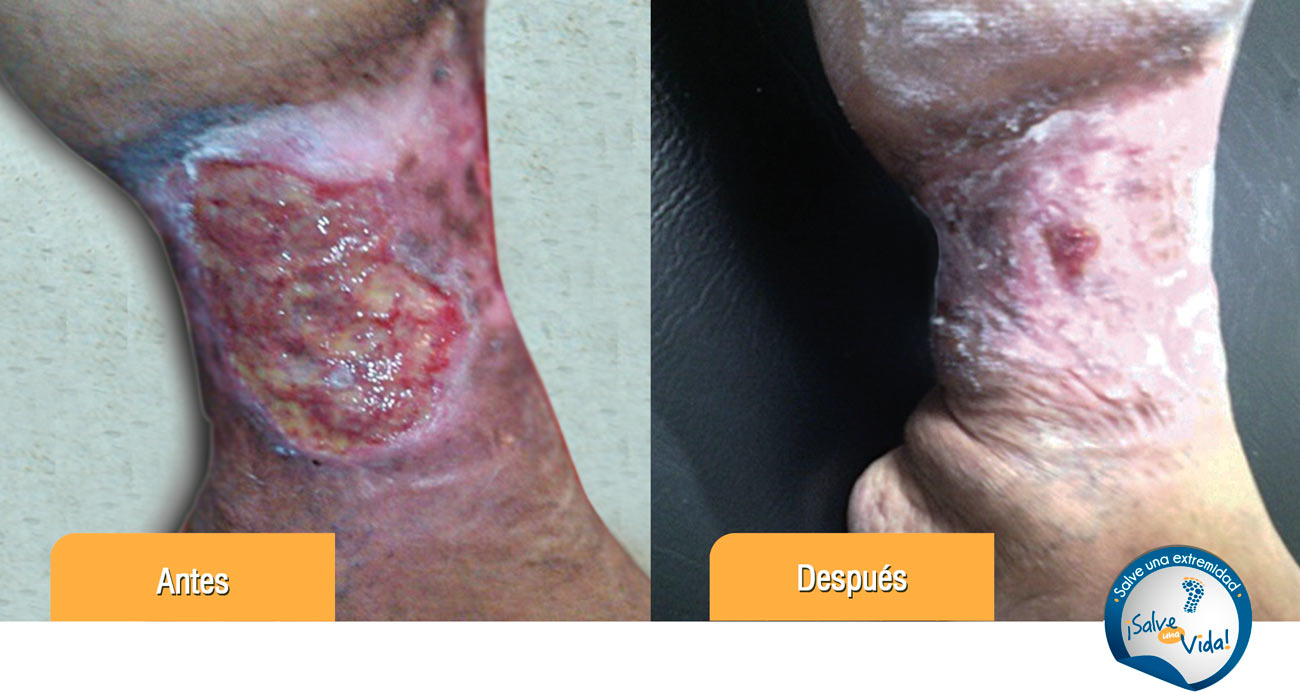 Antes
Después
• Salve una extremidad •
¡Salve
una
Vida!